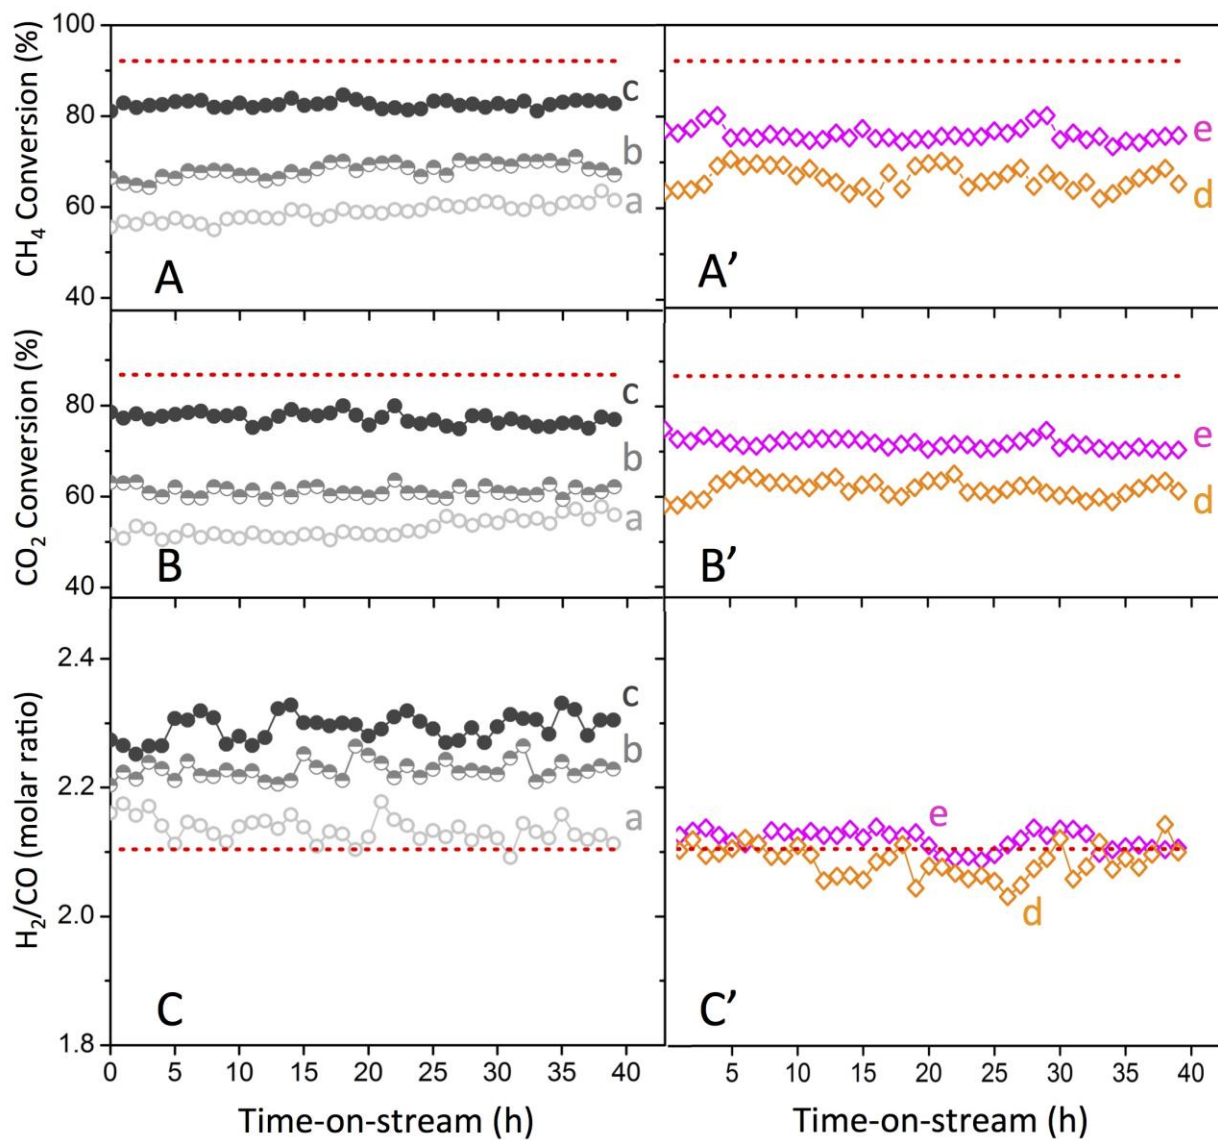 CH₄ Conversion (%)
100
80
60
40
c
b
a
A
e
d
A’
CO₂ Conversion (%)
80
60
40
c
b
a
B
e
d
B’
H₂/CO (molar ratio)
2.4
2.2
2.0
1.8
c
b
a
C
e
d
C’
0 5 10 15 20 25 30 35 40
5 10 15 20 25 30 35 40
Time-on-stream (h)
Time-on-stream (h)